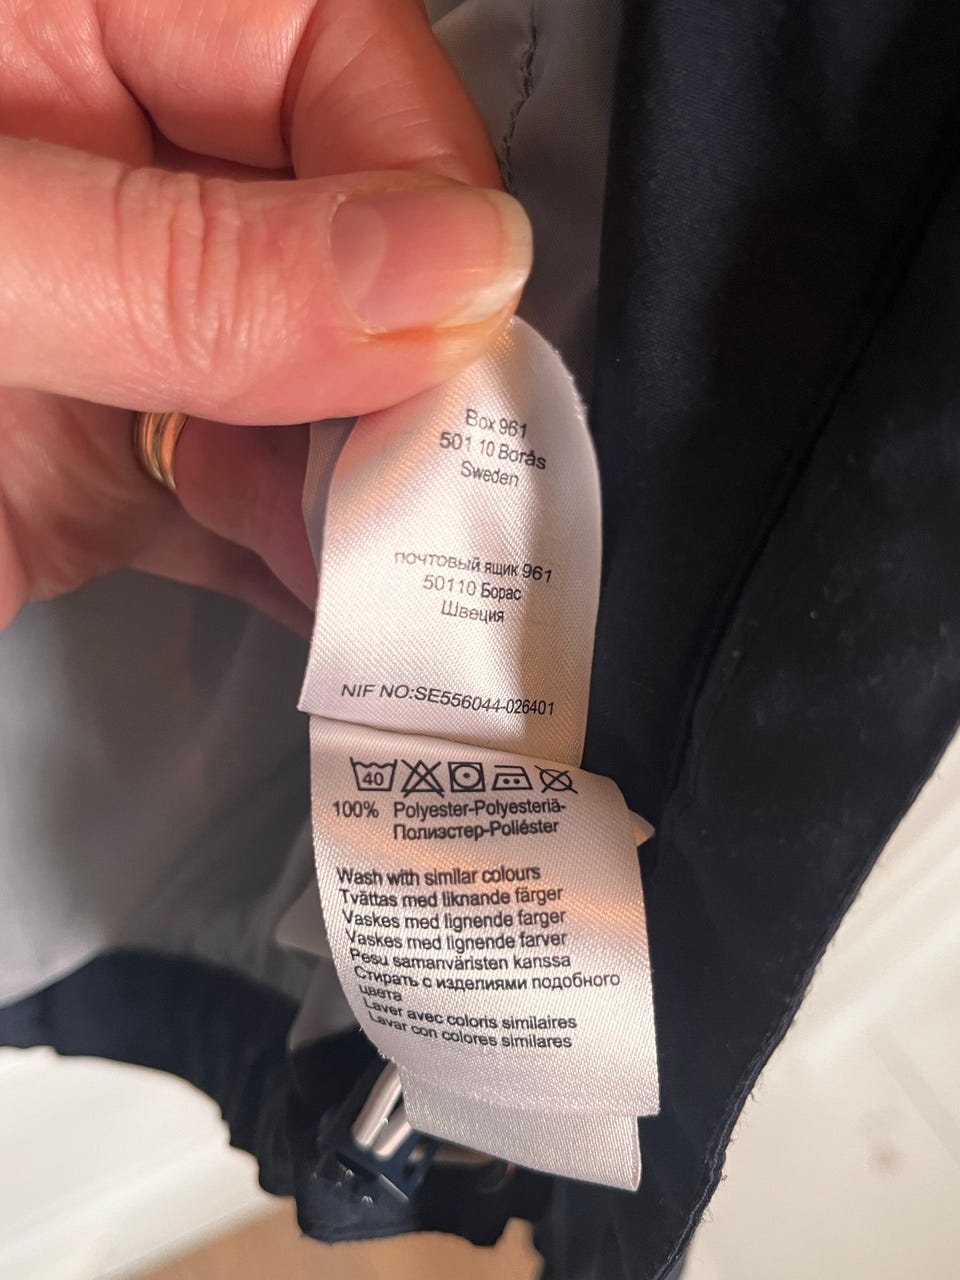 Box 961
501 10 Borås
Sweden
почтовый ящик 961
50110 Борас
Швеция
NIF NO:SE556044-026401
40
100% Polyester-Polyesteriä-
Полиэстер-Poliéster
Wash with similar colours
Tvättas med liknande färger
Vaskes med lignende farger
Vaskes med lignende farver
Pesu samanväristen kanssa
Стирать с изделиями подобного
цвета
Laver avec coloris similaires
Lavar con colores similares